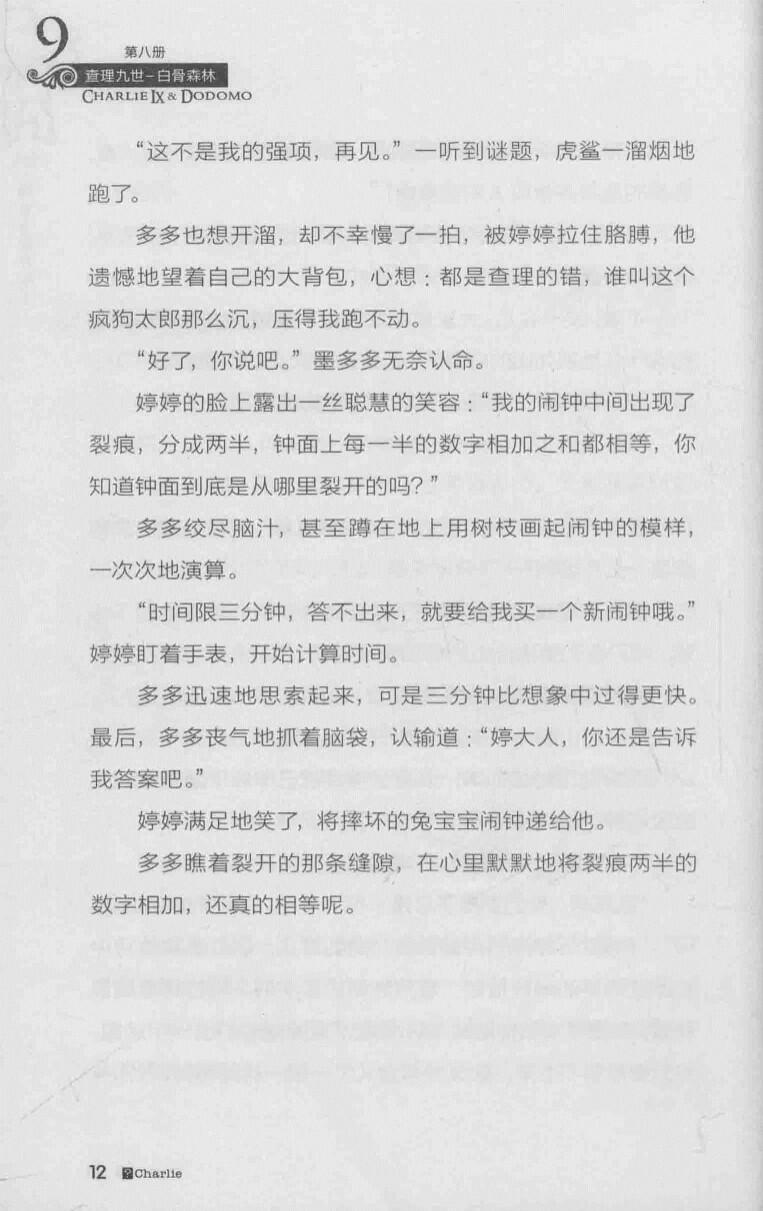 9
第八册
查理九世-白骨森林
CHARLIE IX & DODOMO
“这不是我的强项，再见。”一听到谜题，虎鲨一溜烟地
跑了。
多多也想开溜，却不幸慢了一拍，被婷婷拉住胳膊，他
遗憾地望着自己的大背包，心想：都是查理的错，谁叫这个
疯狗太郎那么沉，压得我跑不动。
“好了，你说吧。”墨多多无奈认命。
婷婷的脸上露出一丝聪慧的笑容：“我的闹钟中间出现了
裂痕，分成两半，钟面上每一半的数字相加之和都相等，你
知道钟面到底是从哪里裂开的吗？”
多多绞尽脑汁，甚至蹲在地上用树枝画起闹钟的模样，
一次次地演算。
“时间限三分钟，答不出来，就要给我买一个新闹钟哦。”
婷婷盯着手表，开始计算时间。
多多迅速地思索起来，可是三分钟比想象中过得更快。
最后，多多丧气地抓着脑袋，认输道：“婷大人，你还是告诉
我答案吧。”
婷婷满足地笑了，将摔坏的兔宝宝闹钟递给他。
多多瞧着裂开的那条缝隙，在心里默默地将裂痕两半的
数字相加，还真的相等呢。
12 Charlie